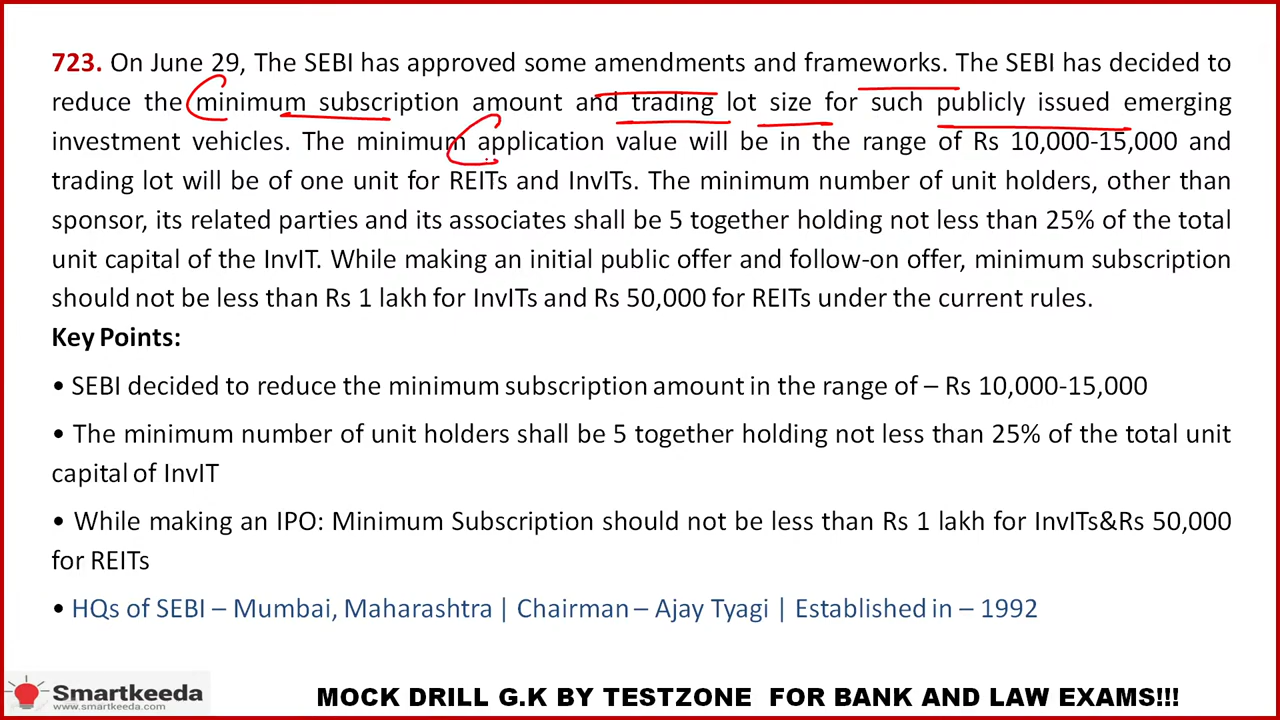 723. On June 29, The SEBI has approved some amendments and frameworks. The SEBI has decided to
reduce the minimum subscription amount and trading lot size for such publicly issued emerging
investment vehicles. The minimum application value will be in the range of Rs 10,000-15,000 and
trading lot will be of one unit for REITs and InvITs. The minimum number of unit holders, other than
sponsor, its related parties and its associates shall be 5 together holding not less than 25% of the total
unit capital of the InvIT. While making an initial public offer and follow-on offer, minimum subscription
should not be less than Rs 1 lakh for InvITs and Rs 50,000 for REITs under the current rules.
Key Points:
• SEBI decided to reduce the minimum subscription amount in the range of – Rs 10,000-15,000
• The minimum number of unit holders shall be 5 together holding not less than 25% of the total unit
capital of InvIT
• While making an IPO: Minimum Subscription should not be less than Rs 1 lakh for InvITs&Rs 50,000
for REITs
• HQs of SEBI – Mumbai, Maharashtra | Chairman – Ajay Tyagi | Established in – 1992
Smartkeeda
www.smartkeeda.com
MOCK DRILL G.K BY TESTZONE FOR BANK AND LAW EXAMS!!!